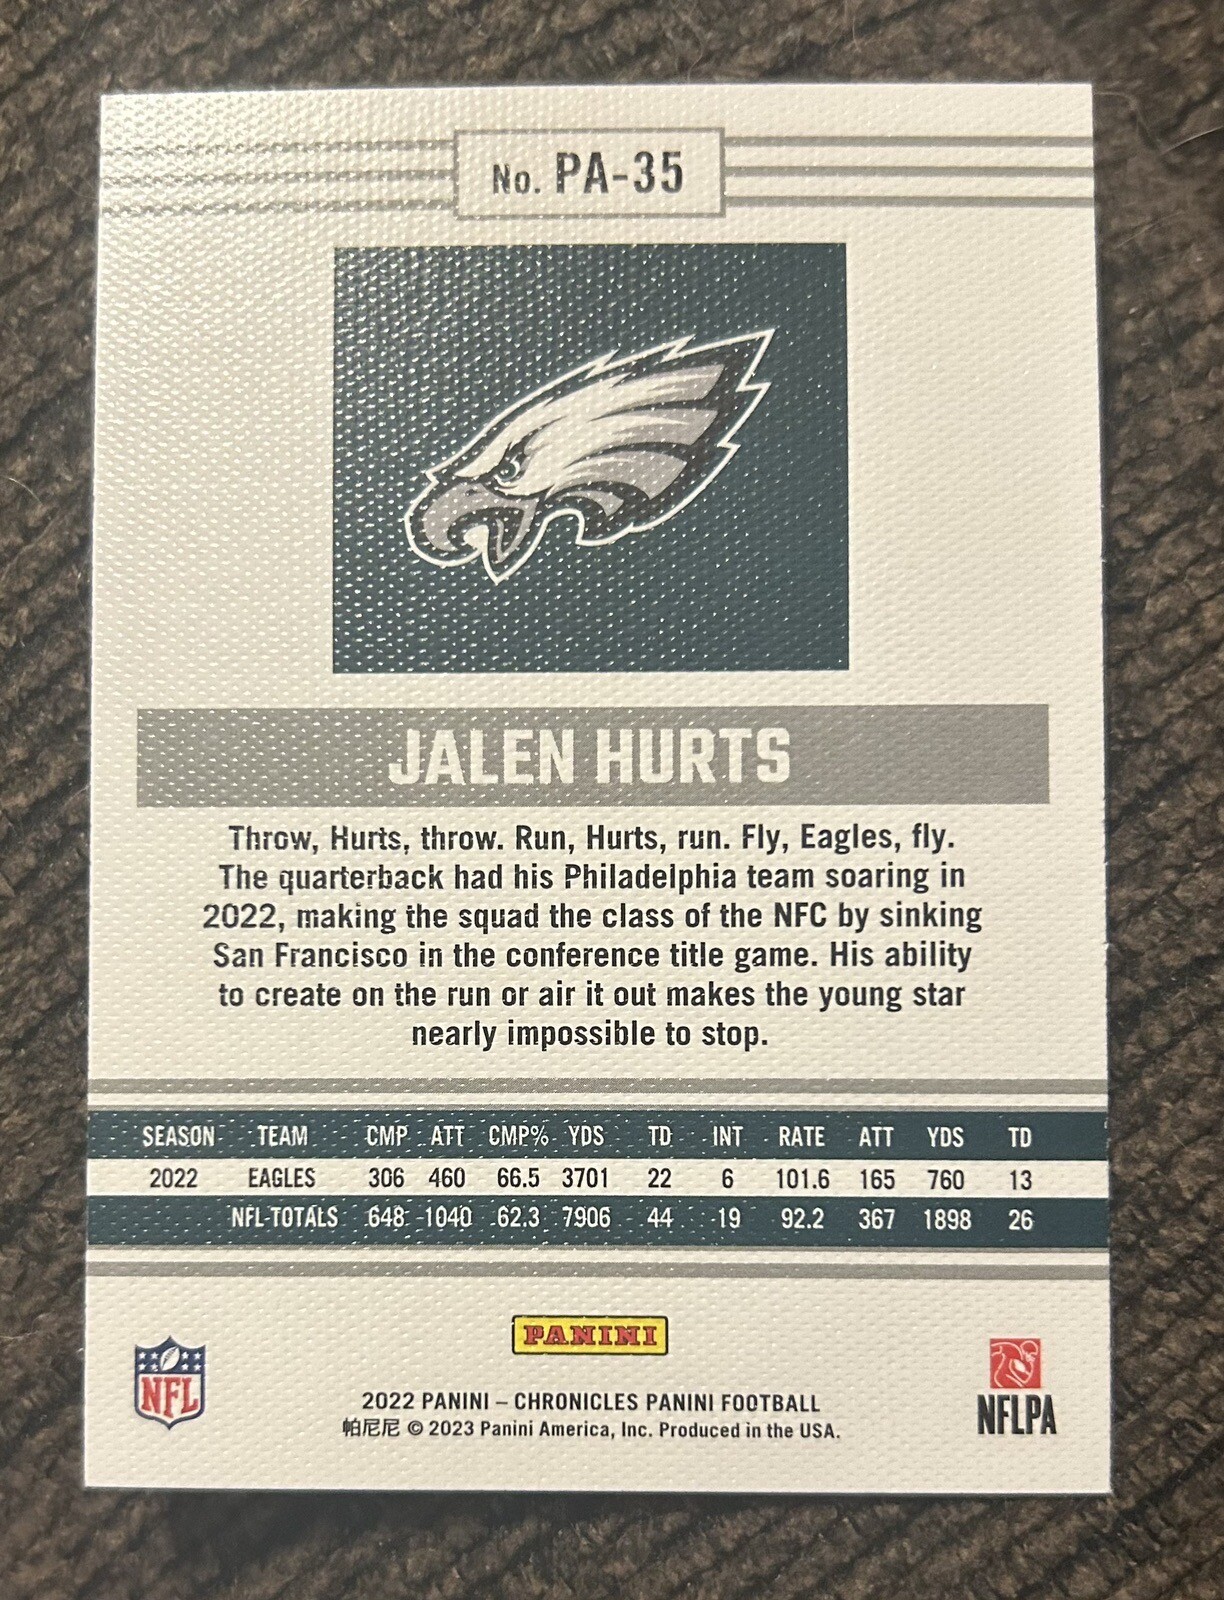 No. PA-35
JALEN HURTS
Throw, Hurts, throw. Run, Hurts, run. Fly, Eagles, fly.
The quarterback had his Philadelphia team soaring in
2022, making the squad the class of the NFC by sinking
San Francisco in the conference title game. His ability
to create on the run or air it out makes the young star
nearly impossible to stop.
SEASON TEAM CMP ATT CMP% YDS TD INT RATE ATT YDS TD
2022 EAGLES 306 460 66.5 3701 22 6 101.6 165 760 13
NFL TOTALS 648 1040 62.3 7906 44 19 92.2 367 1898 26
PANINI
NFL
NFLPA
2022 PANINI – CHRONICLES PANINI FOOTBALL
帕尼尼 © 2023 Panini America, Inc. Produced in the USA.